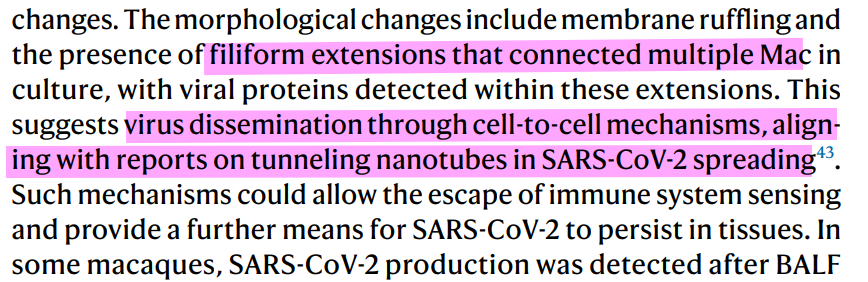 changes. The morphological changes include membrane ruffling and
the presence of filiform extensions that connected multiple Mac in
culture, with viral proteins detected within these extensions. This
suggests virus dissemination through cell-to-cell mechanisms, align-
ing with reports on tunneling nanotubes in SARS-CoV-2 spreading43.
Such mechanisms could allow the escape of immune system sensing
and provide a further means for SARS-CoV-2 to persist in tissues. In
some macaques, SARS-CoV-2 production was detected after BALF